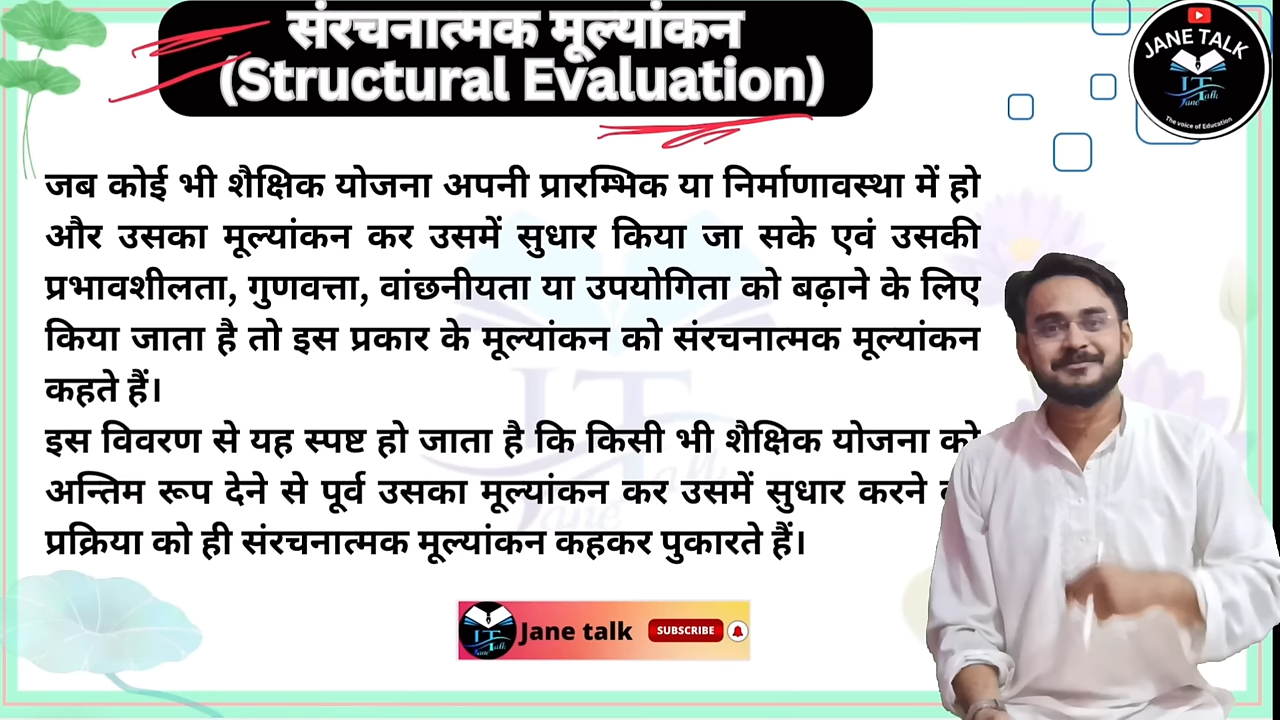 संरचनात्मक मूल्यांकन
(Structural Evaluation)
JANE TALK
The voice of Education
जब कोई भी शैक्षिक योजना अपनी प्रारम्भिक या निर्माणावस्था में हो
और उसका मूल्यांकन कर उसमें सुधार किया जा सके एवं उसकी
प्रभावशीलता, गुणवत्ता, वांछनीयता या उपयोगिता को बढ़ाने के लिए
किया जाता है तो इस प्रकार के मूल्यांकन को संरचनात्मक मूल्यांकन
कहते हैं।
इस विवरण से यह स्पष्ट हो जाता है कि किसी भी शैक्षिक योजना को
अन्तिम रूप देने से पूर्व उसका मूल्यांकन कर उसमें सुधार करने
प्रक्रिया को ही संरचनात्मक मूल्यांकन कहकर पुकारते हैं।
Jane talk
SUBSCRIBE